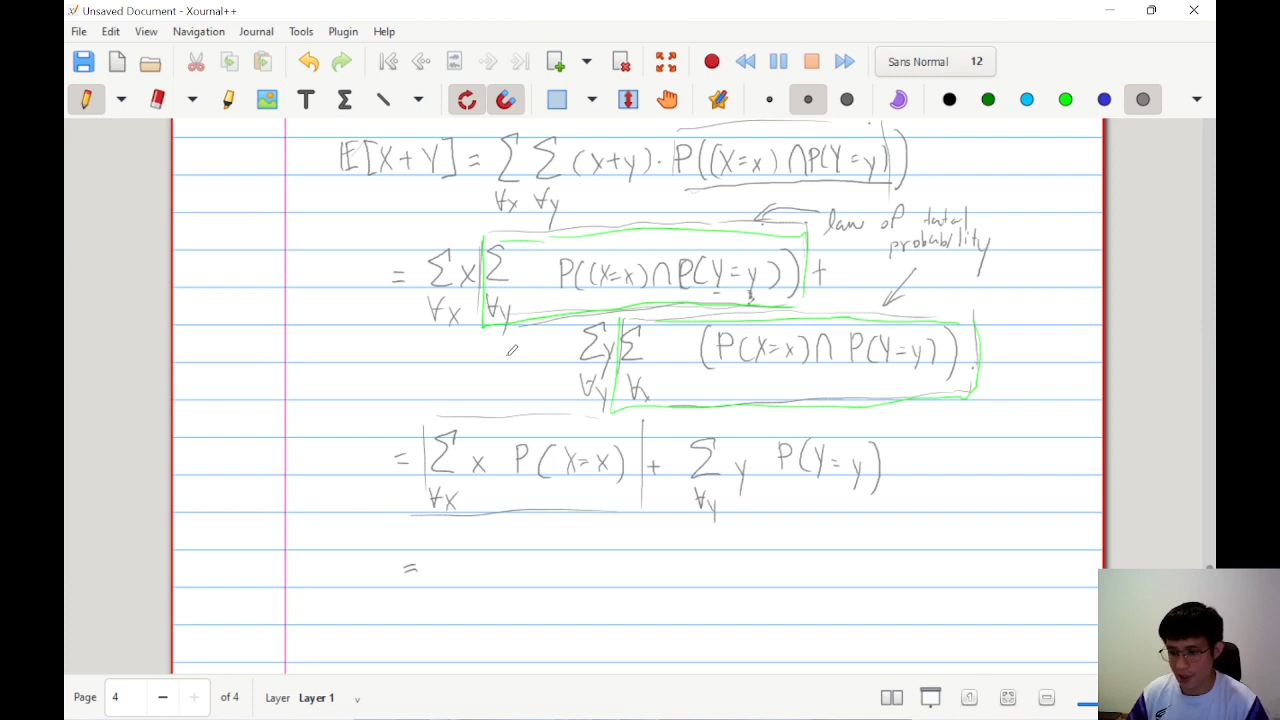 Unsaved Document - Xournal++
File Edit View Navigation Journal Tools Plugin Help
Sans Normal 12
𝔼[X+Y] = ∑∀x ∑∀y (x+y) · P((X=x) ∩ P(Y=y))
law of total probability
= ∑∀x x ∑∀y P((X=x) ∩ P(Y=y)) +
∑∀y y ∑∀x (P(X=x) ∩ P(Y=y)).
= ∑∀x x P(X=x) + ∑∀y y P(Y=y)
=
Page 4 of 4 Layer Layer 1